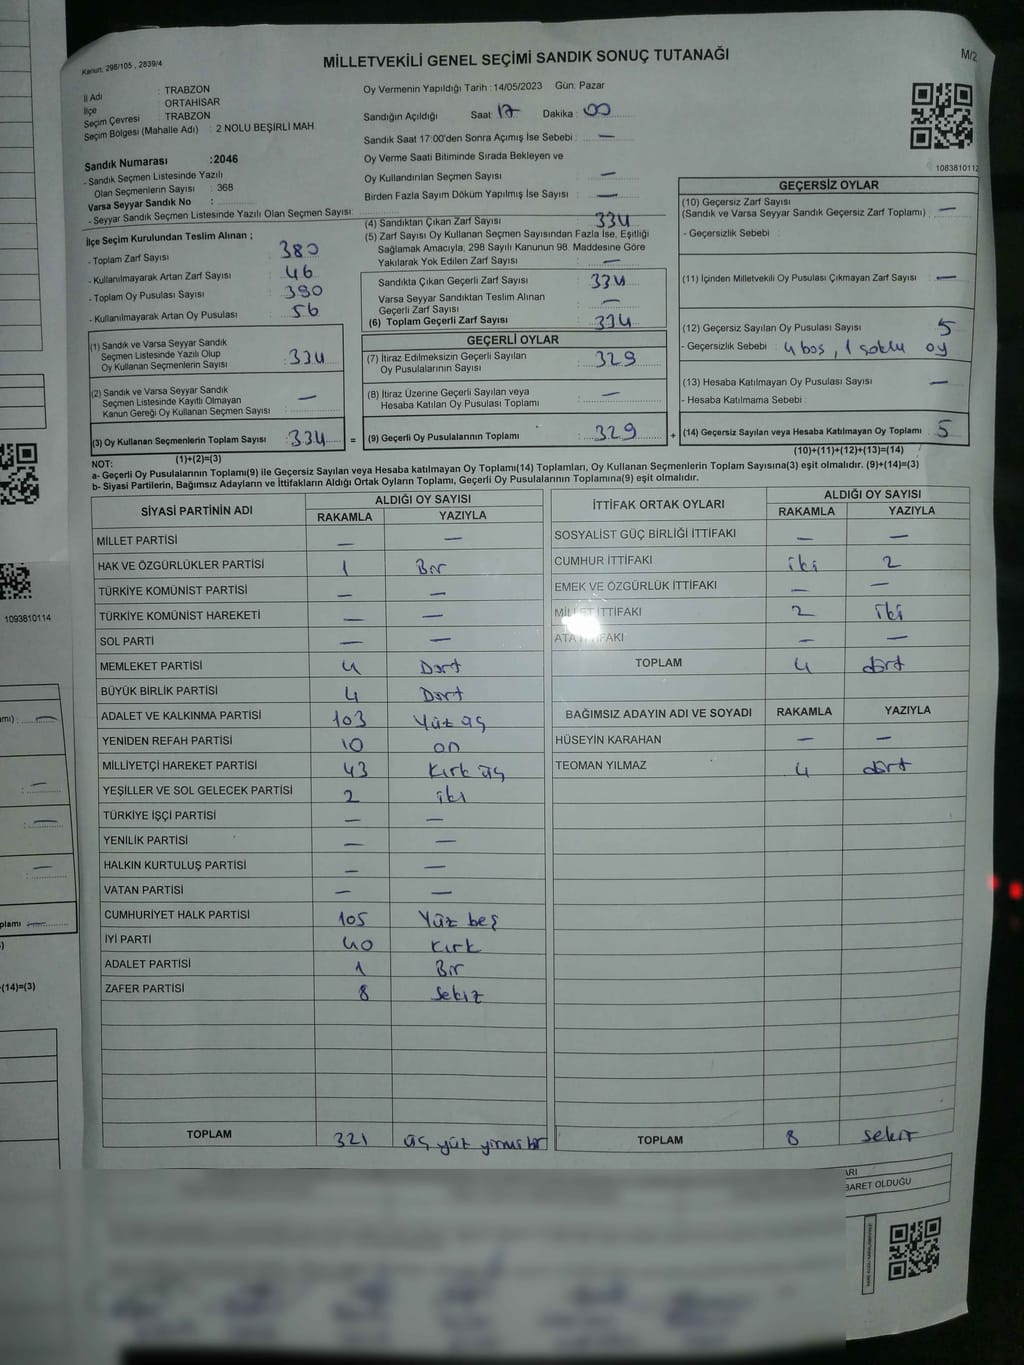 Kanun: 298/105 , 2839/4
MİLLETVEKİLİ GENEL SEÇİMİ SANDIK SONUÇ TUTANAĞI
M/2
İl Adı : TRABZON
İlçe : ORTAHİSAR
Seçim Çevresi : TRABZON
Seçim Bölgesi (Mahalle Adı) : 2 NOLU BEŞİRLİ MAH
Sandık Numarası :2046
- Sandık Seçmen Listesinde Yazılı
Olan Seçmenlerin Sayısı : 368
Varsa Seyyar Sandık No :
- Seyyar Sandık Seçmen Listesinde Yazılı Olan Seçmen Sayısı:
İlçe Seçim Kurulundan Teslim Alınan ;
- Toplam Zarf Sayısı : 380
- Kullanılmayarak Artan Zarf Sayısı : 46
- Toplam Oy Pusulası Sayısı : 390
- Kullanılmayarak Artan Oy Pusulası : 56
(1) Sandık ve Varsa Seyyar Sandık
Seçmen Listesinde Yazılı Olup
Oy Kullanan Seçmenlerin Sayısı : 334
(2) Sandık ve Varsa Seyyar Sandık
Seçmen Listesinde Kayıtlı Olmayan
Kanun Gereği Oy Kullanan Seçmen Sayısı : —
(3) Oy Kullanan Seçmenlerin Toplam Sayısı : 334 =
(1)+(2)=(3)
Oy Vermenin Yapıldığı Tarih :14/05/2023 Gün: Pazar
Sandığın Açıldığı Saat: 17 Dakika : 00
Sandık Saat 17:00'den Sonra Açımış İse Sebebi : —
Oy Verme Saati Bitiminde Sırada Bekleyen ve
Oy Kullandırılan Seçmen Sayısı : —
Birden Fazla Sayım Döküm Yapılmış İse Sayısı : —
(4) Sandıktan Çıkan Zarf Sayısı : 334
(5) Zarf Sayısı Oy Kullanan Seçmen Sayısından Fazla İse, Eşitliği
Sağlamak Amacıyla, 298 Sayılı Kanunun 98. Maddesine Göre
Yakılarak Yok Edilen Zarf Sayısı : —
Sandıkta Çıkan Geçerli Zarf Sayısı : 334
Varsa Seyyar Sandıktan Teslim Alınan
Geçerli Zarf Sayısı : —
(6) Toplam Geçerli Zarf Sayısı : 334
GEÇERLİ OYLAR
(7) İtiraz Edilmeksizin Geçerli Sayılan
Oy Pusulalarının Sayısı : 329
(8) İtiraz Üzerine Geçerli Sayılan veya
Hesaba Katılan Oy Pusulası Toplamı : —
(9) Geçerli Oy Pusulalarının Toplamı : 329 +
1083810112
GEÇERSİZ OYLAR
(10) Geçersiz Zarf Sayısı
(Sandık ve Varsa Seyyar Sandık Geçersiz Zarf Toplamı) : —
- Geçersizlik Sebebi :
(11) İçinden Milletvekili Oy Pusulası Çıkmayan Zarf Sayısı : —
(12) Geçersiz Sayılan Oy Pusulası Sayısı : 5
- Geçersizlik Sebebi : 4 boş, 1 oy
(13) Hesaba Katılmayan Oy Pusulası Sayısı : —
- Hesaba Katılmama Sebebi :
(14) Geçersiz Sayılan veya Hesaba Katılmayan Oy Toplamı : 5
(10)+(11)+(12)+(13)=(14)
NOT:
a- Geçerli Oy Pusulalarının Toplamı(9) ile Geçersiz Sayılan veya Hesaba katılmayan Oy Toplamı(14) Toplamları, Oy Kullanan Seçmenlerin Toplam Sayısına(3) eşit olmalıdır. (9)+(14)=(3)
b- Siyasi Partilerin, Bağımsız Adayların ve İttifakların Aldığı Ortak Oyların Toplamı, Geçerli Oy Pusulalarının Toplamına(9) eşit olmalıdır.
SİYASİ PARTİNİN ADI ALDIĞI OY SAYISI
RAKAMLA YAZIYLA
MİLLET PARTİSİ — —
HAK VE ÖZGÜRLÜKLER PARTİSİ 1 Bir
TÜRKİYE KOMÜNİST PARTİSİ — —
TÜRKİYE KOMÜNİST HAREKETİ — —
SOL PARTİ — —
MEMLEKET PARTİSİ 4 Dört
BÜYÜK BİRLİK PARTİSİ 4 Dört
ADALET VE KALKINMA PARTİSİ 103 Yüz üç
YENİDEN REFAH PARTİSİ 10 on
MİLLİYETÇİ HAREKET PARTİSİ 43 Kırk üç
YEŞİLLER VE SOL GELECEK PARTİSİ 2 iki
TÜRKİYE İŞÇİ PARTİSİ — —
YENİLİK PARTİSİ — —
HALKIN KURTULUŞ PARTİSİ — —
VATAN PARTİSİ — —
CUMHURİYET HALK PARTİSİ 105 Yüz beş
İYİ PARTİ 40 Kırk
ADALET PARTİSİ 1 Bir
ZAFER PARTİSİ 8 Sekiz
TOPLAM 321 üç yüz yirmi bir
İTTİFAK ORTAK OYLARI ALDIĞI OY SAYISI
RAKAMLA YAZIYLA
SOSYALİST GÜÇ BİRLİĞİ İTTİFAKI — —
CUMHUR İTTİFAKI iki 2
EMEK VE ÖZGÜRLÜK İTTİFAKI — —
MİLLET İTTİFAKI 2 iki
ATA İTTİFAKI — —
TOPLAM 4 dört
BAĞIMSIZ ADAYIN ADI VE SOYADI RAKAMLA YAZIYLA
HÜSEYİN KARAHAN — —
TEOMAN YILMAZ 4 dört
TOPLAM 8 sekiz
BARET OLDUĞU
1093810114
(14)=(3)